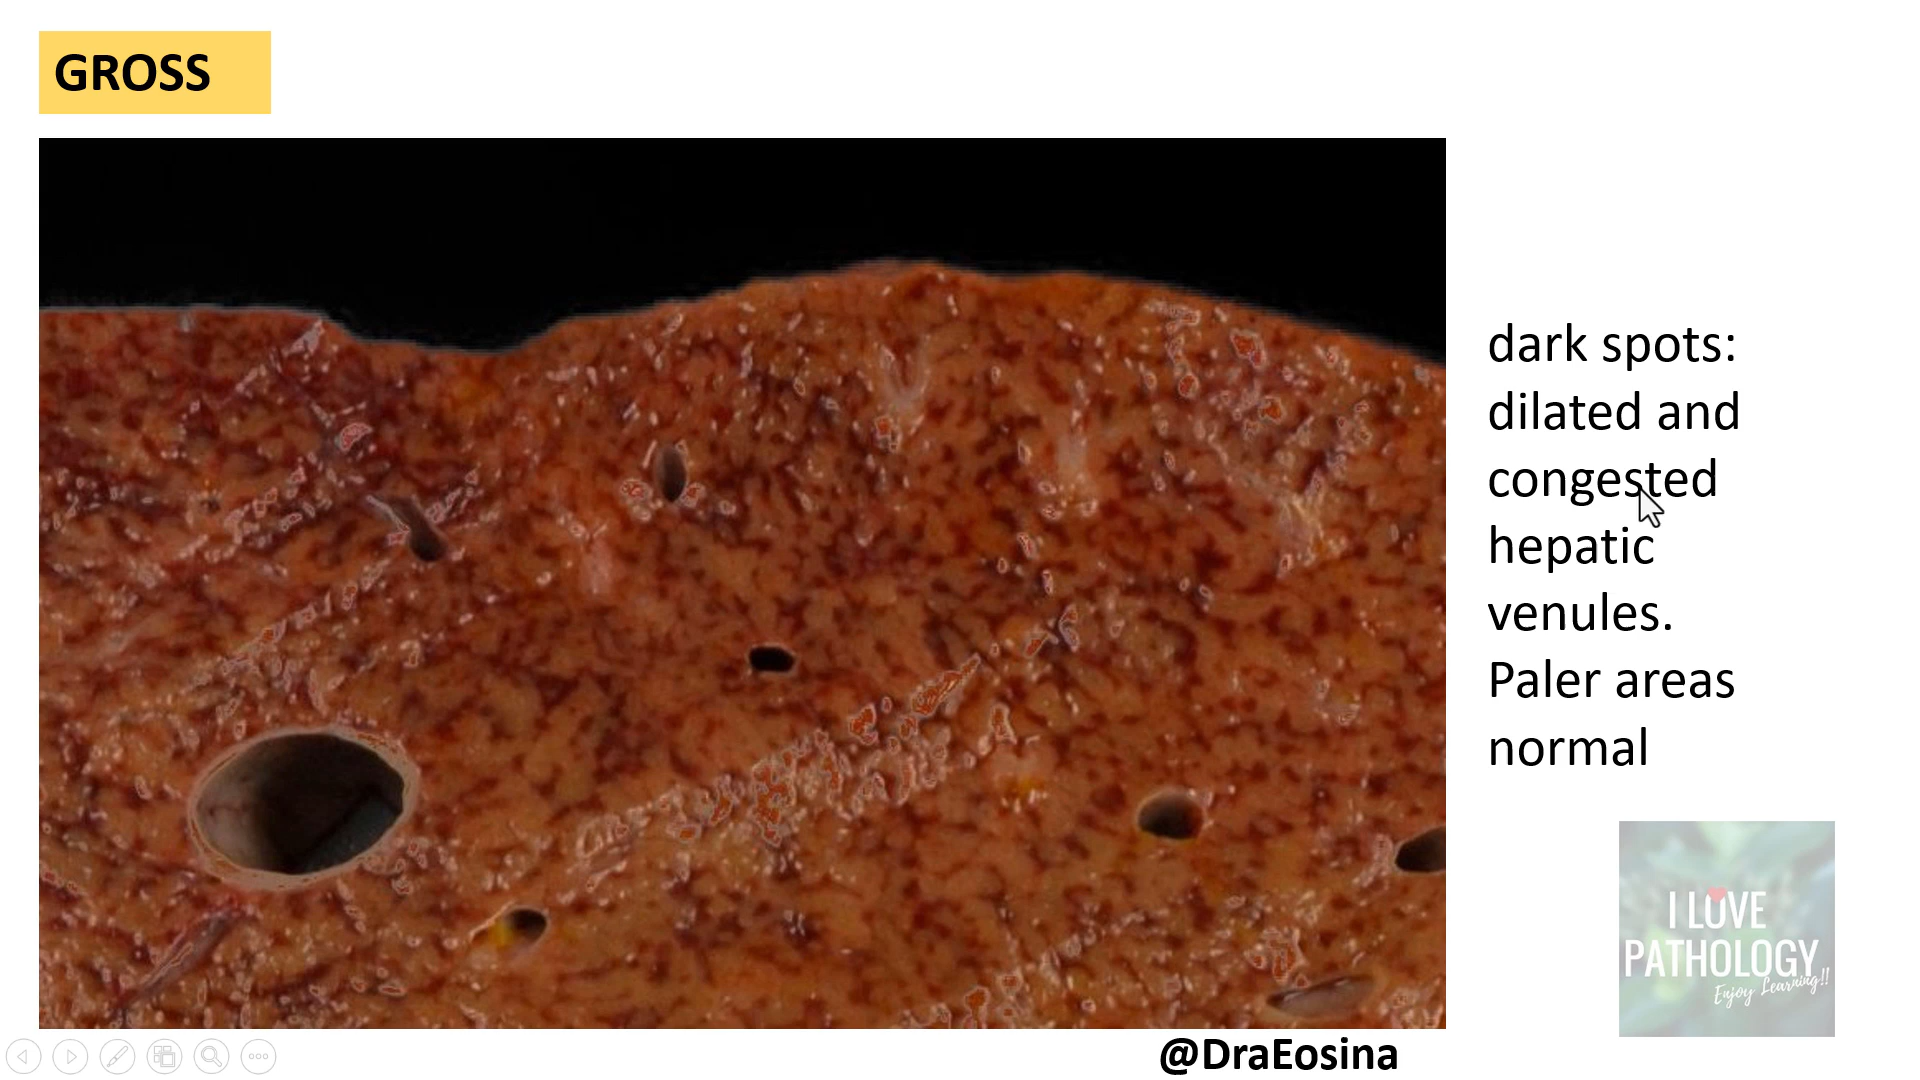 GROSS
dark spots:
dilated and
congested
hepatic
venules.
Paler areas
normal
I LOVE
PATHOLOGY
Enjoy Learning!!
@DraEosina